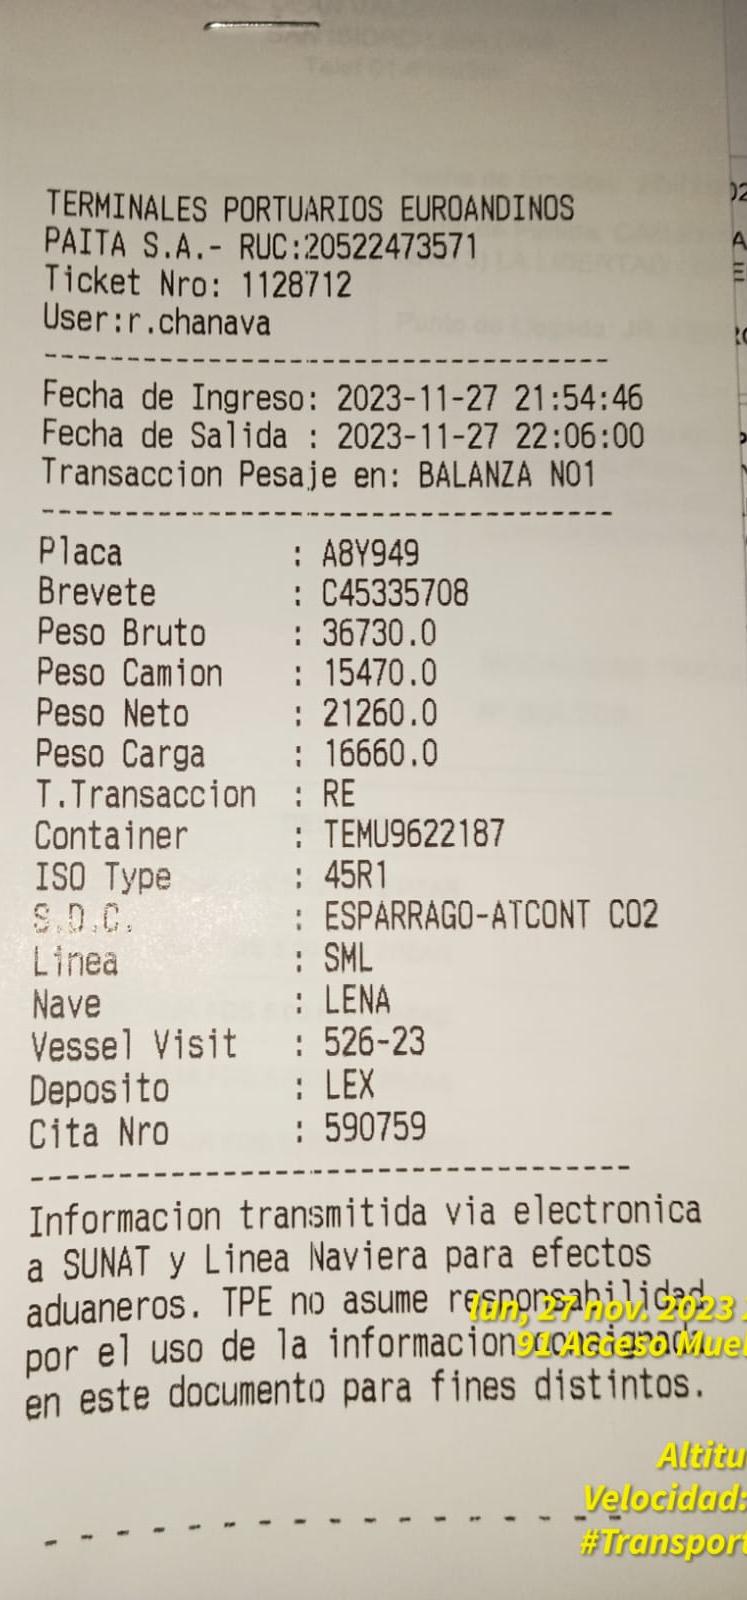 TERMINALES PORTUARIOS EUROANDINOS
PAITA S.A.- RUC:20522473571
Ticket Nro: 1128712
User:r.chanava
Fecha de Ingreso: 2023-11-27 21:54:46
Fecha de Salida : 2023-11-27 22:06:00
Transaccion Pesaje en: BALANZA NO1
Placa : A8Y949
Brevete : C45335708
Peso Bruto : 36730.0
Peso Camion : 15470.0
Peso Neto : 21260.0
Peso Carga : 16660.0
T.Transaccion : RE
Container : TEMU9622187
ISO Type : 45R1
S.D.C. : ESPARRAGO-ATCONT CO2
Linea : SML
Nave : LENA
Vessel Visit : 526-23
Deposito : LEX
Cita Nro : 590759
Informacion transmitida via electronica
a SUNAT y Linea Naviera para efectos
aduaneros. TPE no asume responsabilidad
por el uso de la informacion consignada
en este documento para fines distintos.
lun, 27 nov. 2023
91 Acceso Muel
Altitu
Velocidad:
#Transport